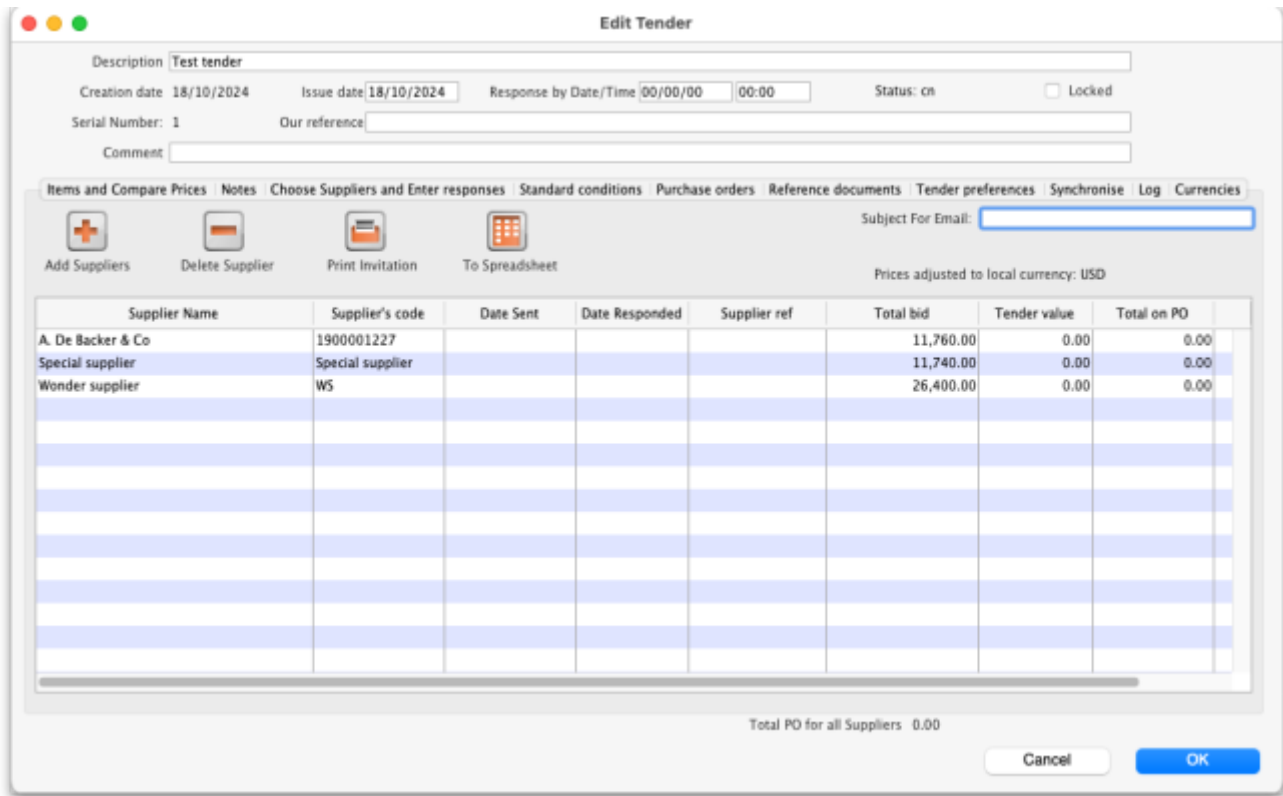 Edit Tender
Description Test tender
Creation date 18/10/2024 Issue date 18/10/2024 Response by Date/Time 00/00/00 00:00 Status: cn Locked
Serial Number: 1 Our reference
Comment
Items and Compare Prices Notes Choose Suppliers and Enter responses Standard conditions Purchase orders Reference documents Tender preferences Synchronise Log Currencies
Subject For Email:
Add Suppliers Delete Supplier Print Invitation To Spreadsheet
Prices adjusted to local currency: USD
Supplier Name Supplier's code Date Sent Date Responded Supplier ref Total bid Tender value Total on PO
A. De Backer & Co 1900001227 11,760.00 0.00 0.00
Special supplier Special supplier 11,740.00 0.00 0.00
Wonder supplier WS 26,400.00 0.00 0.00
Total PO for all Suppliers 0.00
Cancel OK